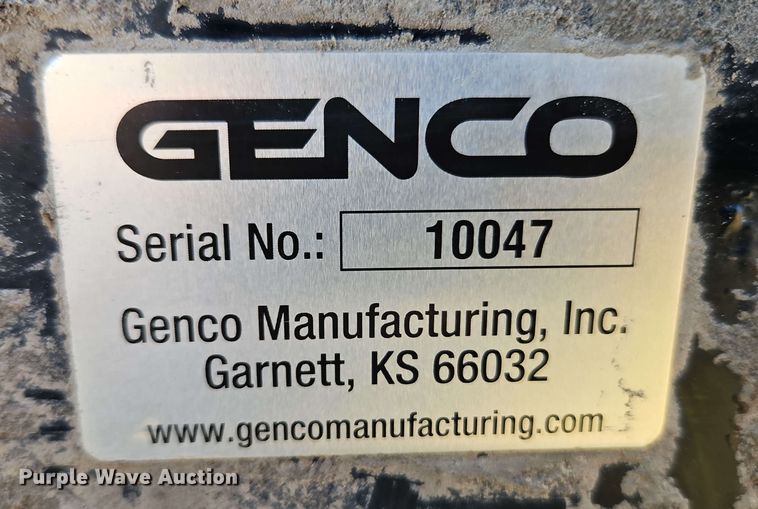 GENCO
Serial No.: 10047
Genco Manufacturing, Inc.
Garnett, KS 66032
www.gencomanufacturing.com
Purple Wave Auction